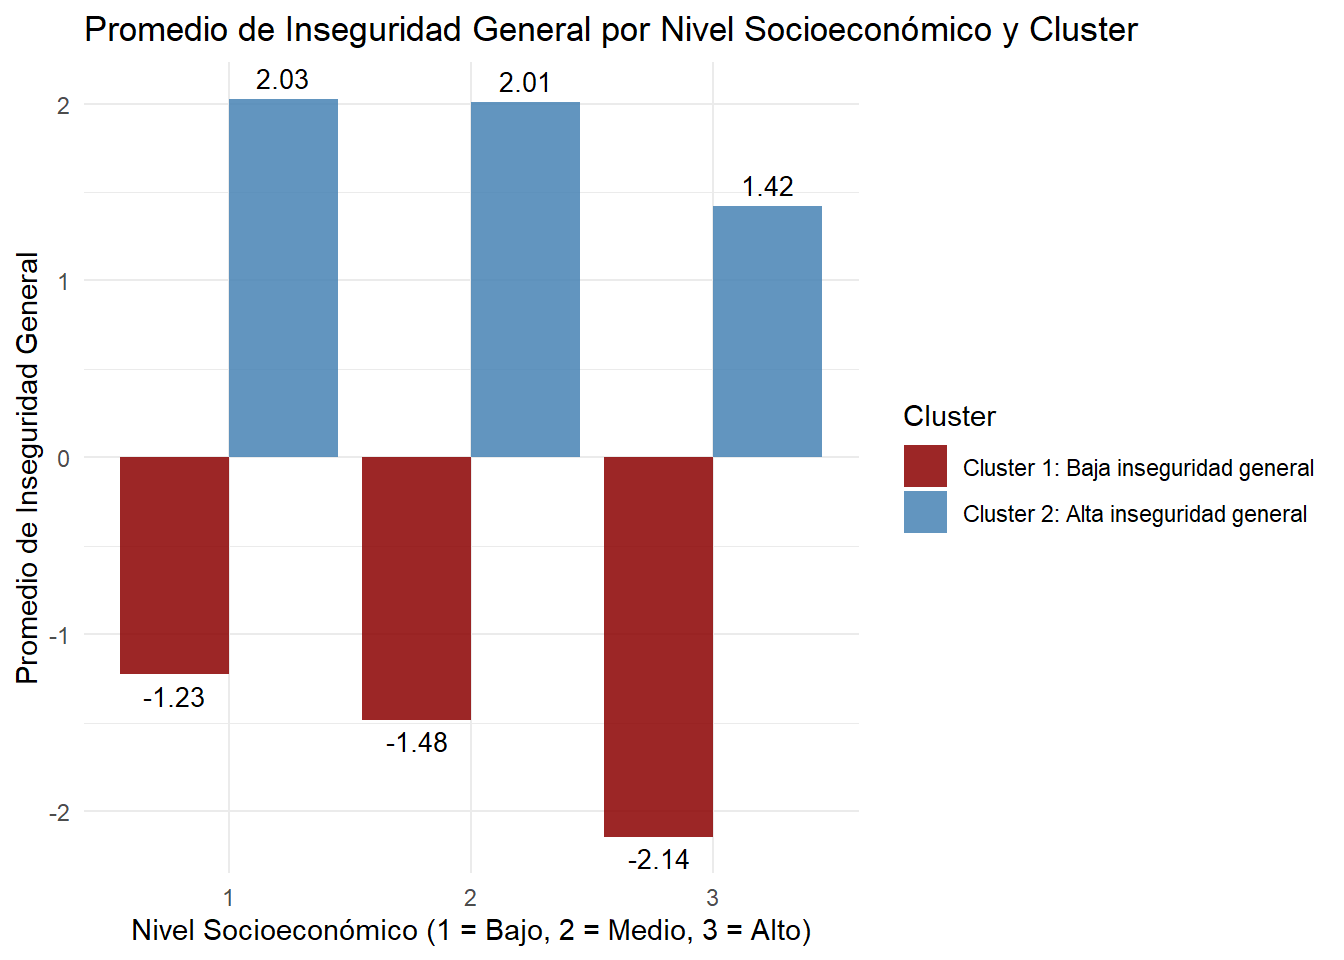 Promedio de Inseguridad General por Nivel Socioeconómico y Cluster
Promedio de Inseguridad General
2
1
0
-1
-2
2.03
2.01
1.42
-1.23
-1.48
-2.14
1
2
3
Nivel Socioeconómico (1 = Bajo, 2 = Medio, 3 = Alto)
Cluster
Cluster 1: Baja inseguridad general
Cluster 2: Alta inseguridad general